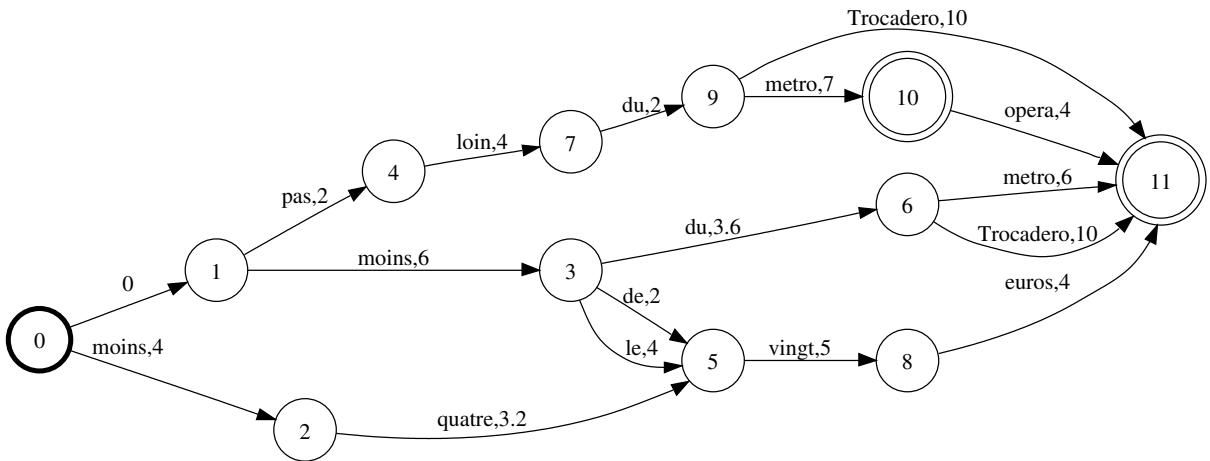 Trocadero,10
9
metro,7
10
du,2
opera,4
7
loin,4
4
11
metro,6
pas,2
6
du,3.6
Trocadero,10
1
moins,6
3
0
de,2
euros,4
0
moins,4
le,4
5
vingt,5
8
quatre,3.2
2